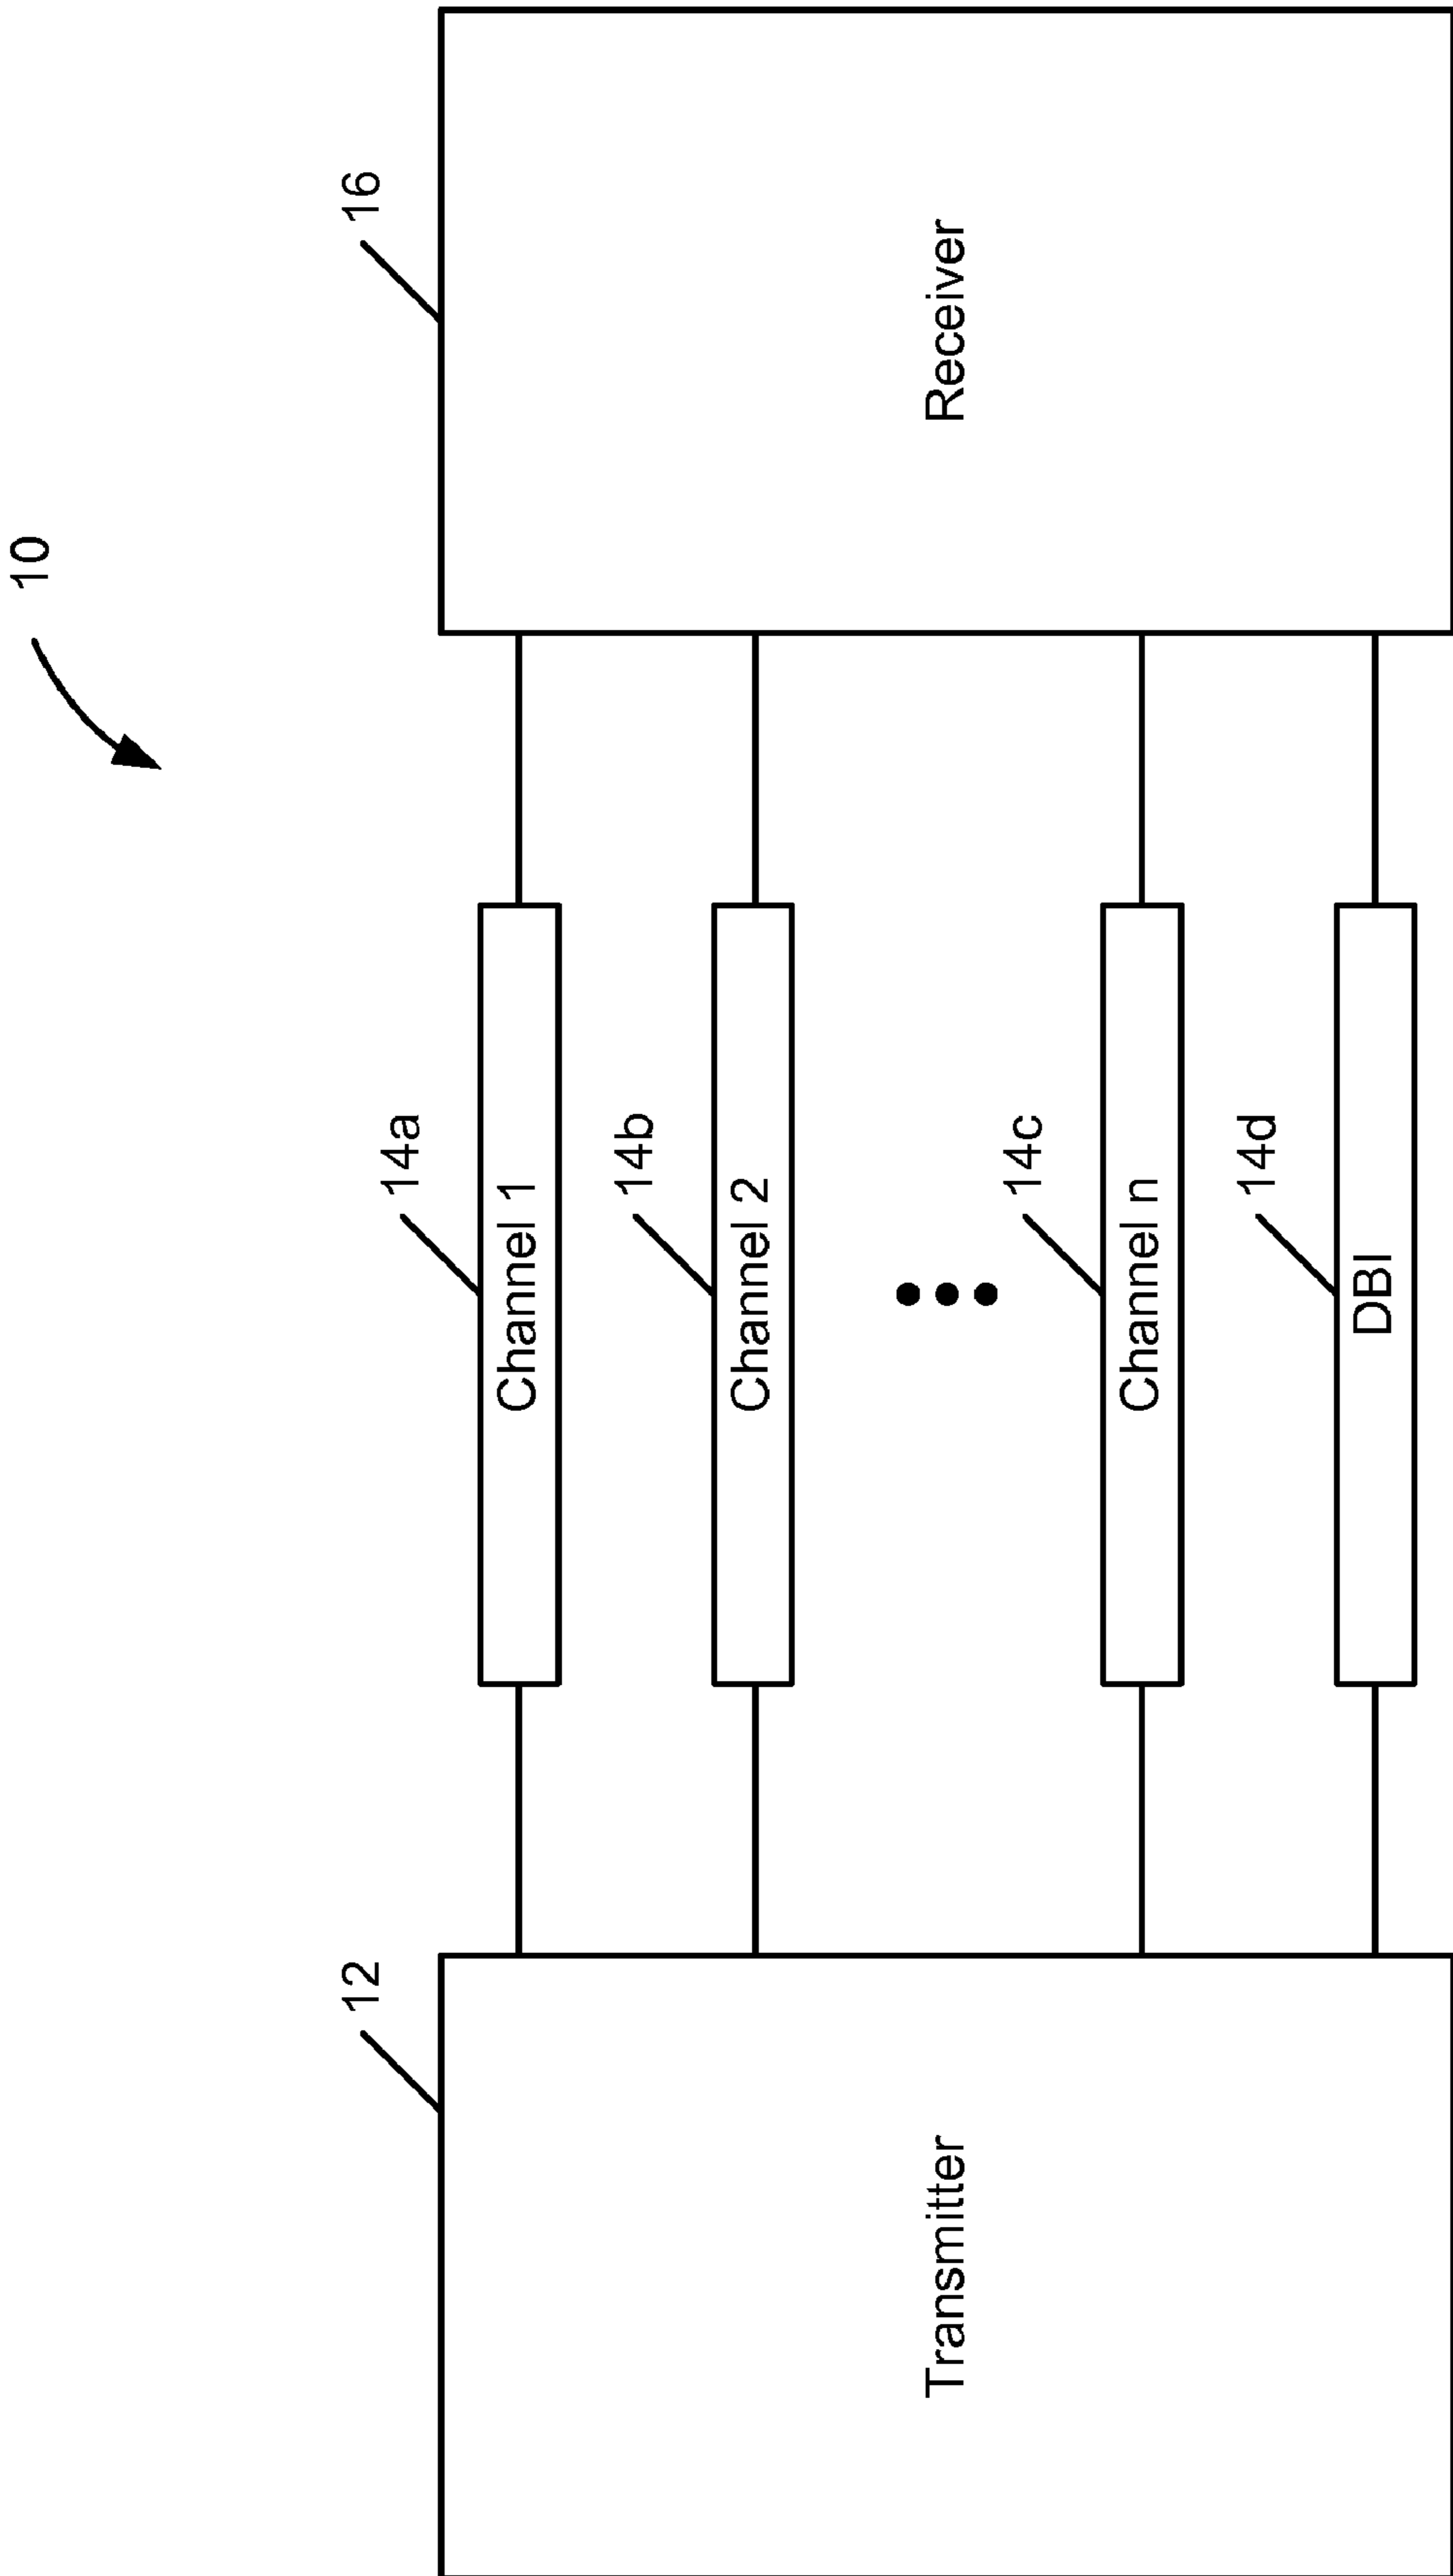 10
12
16
14a
Channel 1
14b
Channel 2
Transmitter
Receiver
14c
Channel n
14d
DBI